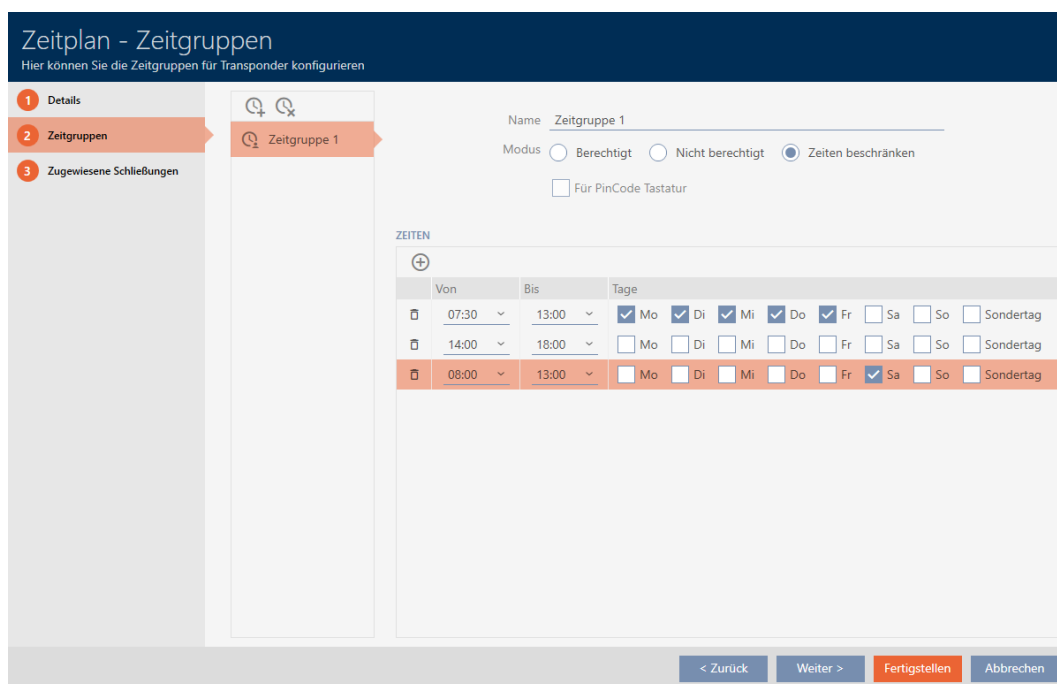 Zeitplan - Zeitgruppen
Hier können Sie die Zeitgruppen für Transponder konfigurieren
1 Details
2 Zeitgruppen
3 Zugewiesene Schließungen
Zeitgruppe 1
Name Zeitgruppe 1
Modus Berechtigt Nicht berechtigt Zeiten beschränken
Für PinCode Tastatur
ZEITEN
Von Bis Tage
07:30 13:00 Mo Di Mi Do Fr Sa So Sondertag
14:00 18:00 Mo Di Mi Do Fr Sa So Sondertag
08:00 13:00 Mo Di Mi Do Fr Sa So Sondertag
< Zurück Weiter > Fertigstellen Abbrechen